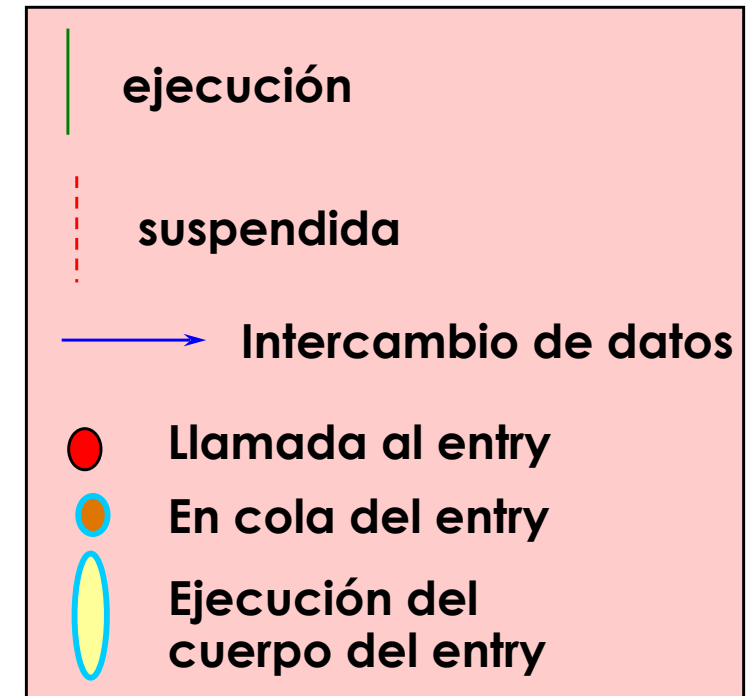 ejecución
suspendida
Intercambio de datos
Llamada al entry
En cola del entry
Ejecución del
cuerpo del entry